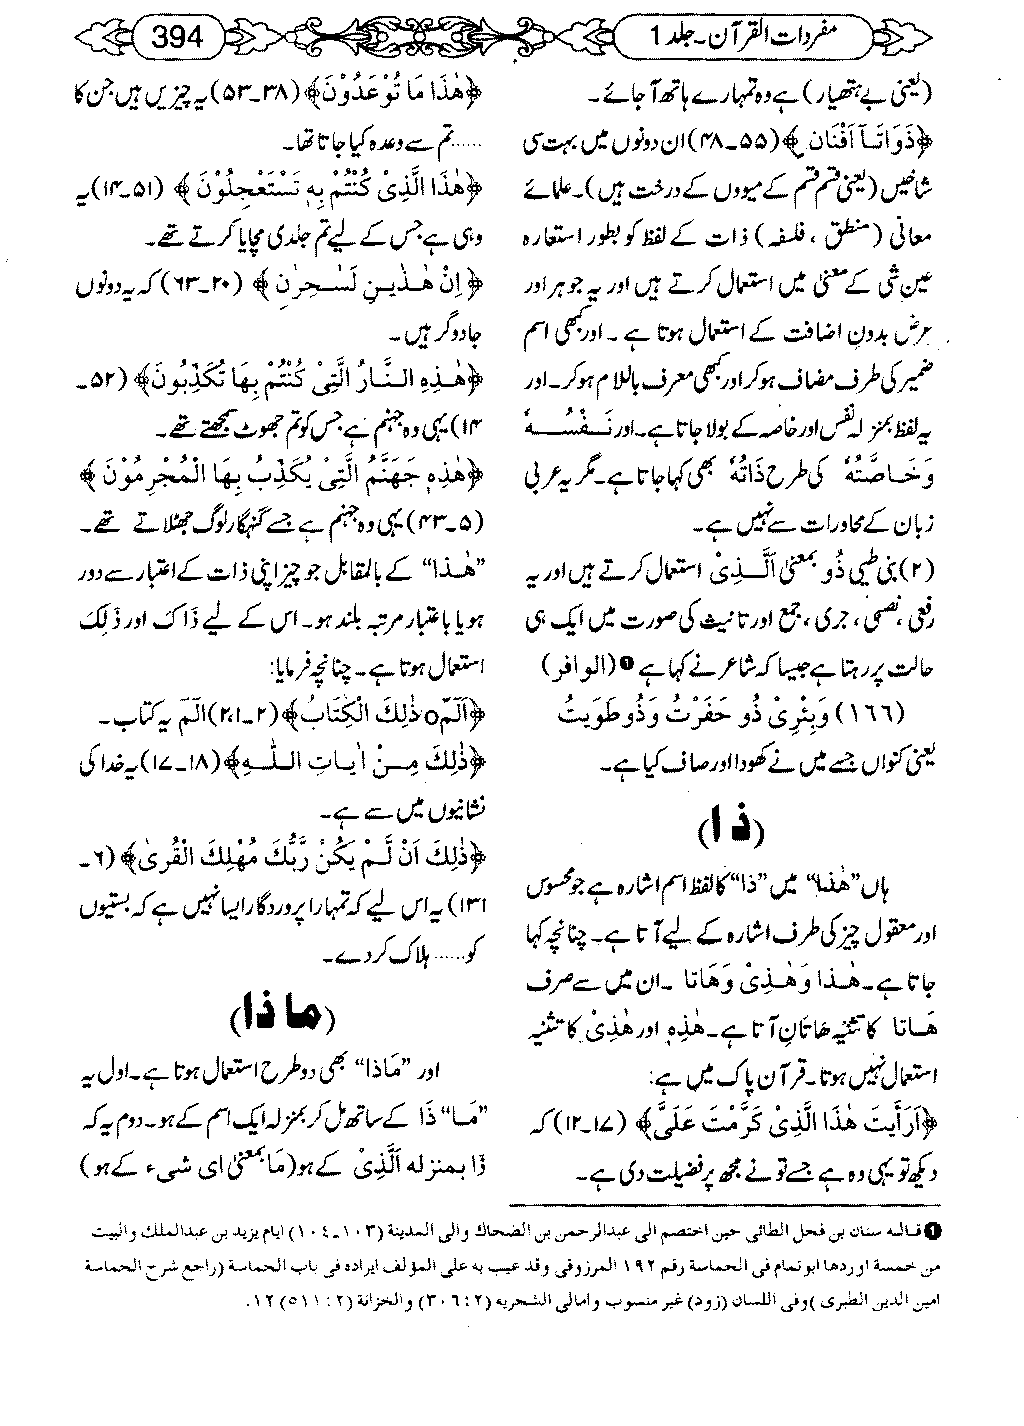 مفردات القرآن۔ جلد 1
394
(یعنی بے ہتھیار) ہے وہ تمہارے ہاتھ آجائے۔
﴿ذَوَاتَآ اَفْنَانٍ﴾ (۵۵۔۴۸) ان دونوں میں بہت سی
شاخیں (یعنی قسم قسم کے میووں کے درخت ہیں)۔ علمائے
معانی (منطق، فلسفہ) ذات کے لفظ کو بطور استعارہ
عین شی کے معنی میں استعمال کرتے ہیں اور یہ جوہر اور
عرض بدون اضافت کے استعمال ہوتا ہے۔ اور کبھی اسم
ضمیر کی طرف مضاف ہوکر اور کبھی معرف باللام ہوکر۔ اور
یہ لفظ بمنزلہ نفس اور خاصہ کے بولا جاتا ہے۔ اور نَفْسُهٗ
وَخَاصَّتُهٗ کی طرح ذَاتُهٗ بھی کہا جاتا ہے۔ مگر یہ عربی
زبان کے محاورات سے نہیں ہے۔
(۲) بنی طیی ذُو بمعنی اَلَّذِیْ استعمال کرتے ہیں اور یہ
رفعی، نصبی، جری، جمع اور تانیث کی صورت میں ایک ہی
حالت پر رہتا ہے جیسا کہ شاعر نے کہا ہے ❶ (الوافر)
(۱۶۶) وَبِئْرِیْ ذُو حَفَرْتُ وَذُو طَوَیْتُ
یعنی کنواں جسے میں نے کھودا اور صاف کیا ہے۔
(ذا)
ہاں ”هٰذا“ میں ”ذا“ کا لفظ اسم اشارہ ہے جو محسوس
اور معقول چیز کی طرف اشارہ کے لیے آتا ہے۔ چنانچہ کہا
جاتا ہے۔ هٰذا وَهٰذِیْ وَهَاتا۔ ان میں سے صرف
هَاتا کا تثنیہ هَاتَانِ آتا ہے۔ هٰذِهٖ اور هٰذِیْ کا تثنیہ
استعمال نہیں ہوتا۔ قرآن پاک میں ہے:
﴿اَرَاَیْتَ هٰذَا الَّذِیْ كَرَّمْتَ عَلَیَّ﴾ (۱۷۔۱۲) کہ
دیکھ تو یہی وہ ہے جسے تو نے مجھ پر فضیلت دی ہے۔
﴿هٰذَا مَا تُوْعَدُوْنَ﴾ (۳۸۔۵۳) یہ چیزیں ہیں جن کا
......تم سے وعدہ کیا جاتا تھا۔
﴿هٰذَا الَّذِیْ كُنْتُمْ بِهٖ تَسْتَعْجِلُوْنَ﴾ (۵۱۔۱۴) یہ
وہی ہے جس کے لیے تم جلدی مچایا کرتے تھے۔
﴿اِنْ هٰذٰینِ لَسٰحِرٰنِ﴾ (۲۰۔۶۳) کہ یہ دونوں
جادوگر ہیں۔
﴿هٰذِهِ النَّارُ الَّتِیْ كُنْتُمْ بِهَا تُكَذِّبُوْنَ﴾ (۵۲۔
۱۴) یہی وہ جہنم ہے جس کو تم جھوٹ سمجھتے تھے۔
﴿هٰذِهٖ جَهَنَّمُ الَّتِیْ یُكَذِّبُ بِهَا الْمُجْرِمُوْنَ﴾
(۵۔۴۳) یہی وہ جہنم ہے جسے گنہگار لوگ جھٹلاتے تھے۔
”هٰذا“ کے بالمقابل جو چیز اپنی ذات کے اعتبار سے دور
ہو یا باعتبار مرتبہ بلند ہو۔ اس کے لیے ذَاكَ اور ذٰلِكَ
استعمال ہوتا ہے۔ چنانچہ فرمایا:
﴿الٓمّٓ o ذٰلِكَ الْكِتَابُ﴾ (۲۔۲،۱) الٓمٓ یہ کتاب۔
﴿ذٰلِكَ مِنْ اٰیَاتِ اللّٰهِ﴾ (۱۸۔۱۷) یہ خدا کی
نشانیوں میں سے ہے۔
﴿ذٰلِكَ اَنْ لَّمْ یَكُنْ رَّبُّكَ مُهْلِكَ الْقُریٰ﴾ (۶۔
۱۳۱) یہ اس لیے کہ تمہارا پروردگار ایسا نہیں ہے کہ بستیوں
کو......ہلاک کردے۔
(ماذا)
اور ”مَاذا“ بھی دو طرح استعمال ہوتا ہے۔ اول یہ
”مَا“ ذَا کے ساتھ مل کر بمنزلہ ایک اسم کے ہو۔ دوم یہ کہ
ذَا بمنزلہ اَلَّذِیْ کے ہو (مَا بمعنی ای شیء کے ہو)
❶ قاله سنان بن فحل الطائی حین اختصم الی عبدالرحمن بن الضحاك والی المدینة (۱۰۳۔۱۰٤) ایام یزید بن عبدالملك والبیت
من خمسة اوردها ابو تمام فی الحماسة رقم ۱۹۲ المرزوقی وقد عیب به علی المؤلف ایراده فی باب الحماسة (راجع شرح الحماسة
امین الدین الطبری) وفی اللسان (زود) غیر منسوب وامالی الشجریه (۲:۳۰٦) والخزانة (۲:۵۱۱) ۱۲.